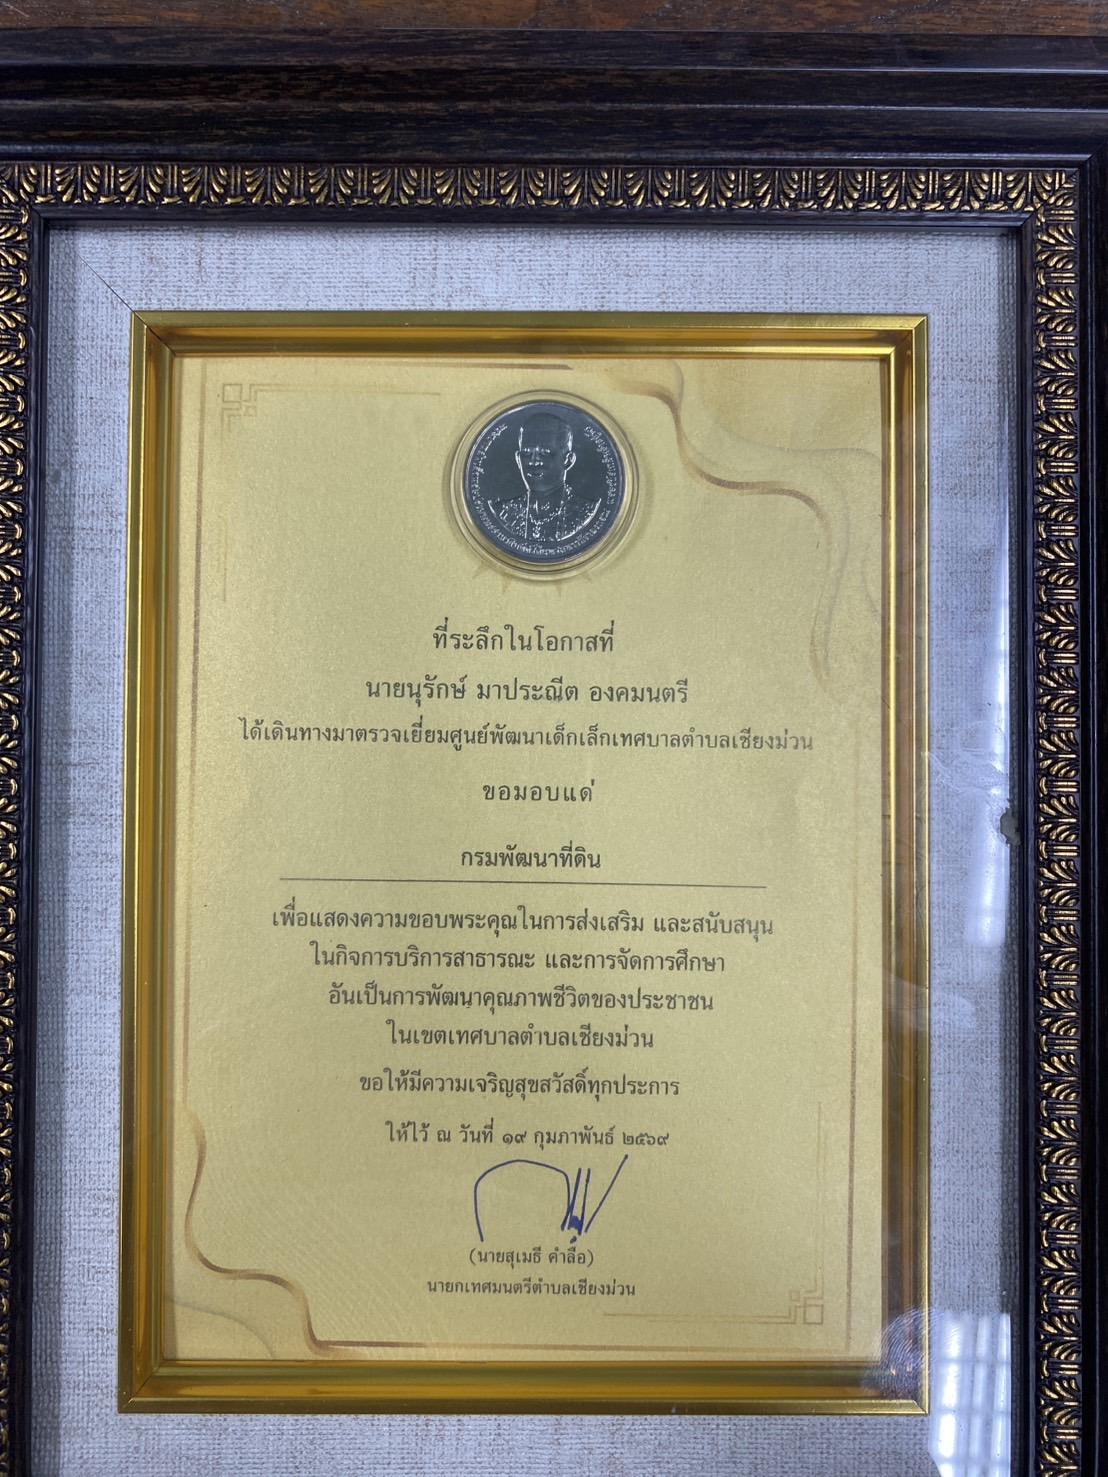 ที่ระลึกในโอกาสที่
นายนุรักษ์ มาประณีต องคมนตรี
ได้เดินทางมาตรวจเยี่ยมศูนย์พัฒนาเด็กเล็กเทศบาลตำบลเชียงม่วน
ขอมอบแด่
กรมพัฒนาที่ดิน
เพื่อแสดงความขอบพระคุณในการส่งเสริม และสนับสนุน
ในกิจการบริการสาธารณะ และการจัดการศึกษา
อันเป็นการพัฒนาคุณภาพชีวิตของประชาชน
ในเขตเทศบาลตำบลเชียงม่วน
ขอให้มีความเจริญสุขสวัสดิ์ทุกประการ
ให้ไว้ ณ วันที่ ๑๙ กุมภาพันธ์ ๒๕๖๙
(นายสุเมธี คำลือ)
นายกเทศมนตรีตำบลเชียงม่วน